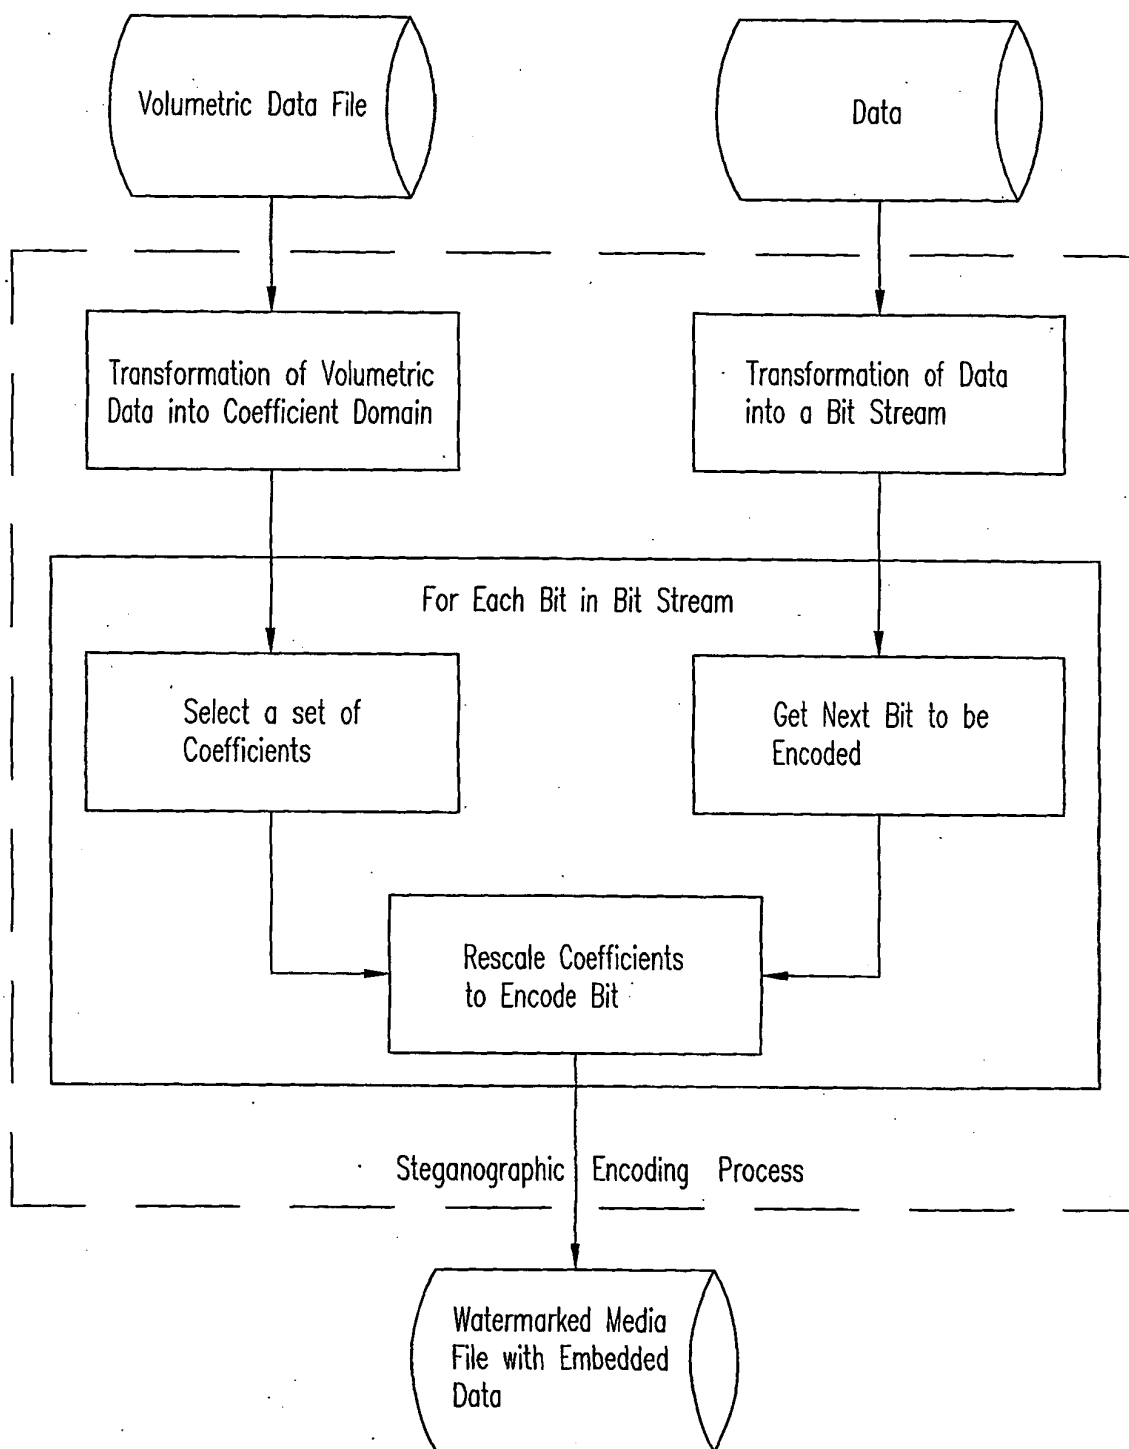 Volumetric Data File
Data
Transformation of Volumetric
Data into Coefficient Domain
Transformation of Data
into a Bit Stream
For Each Bit in Bit Stream
Select a set of
Coefficients
Get Next Bit to be
Encoded
Rescale Coefficients
to Encode Bit
Steganographic Encoding Process
Watermarked Media
File with Embedded
Data